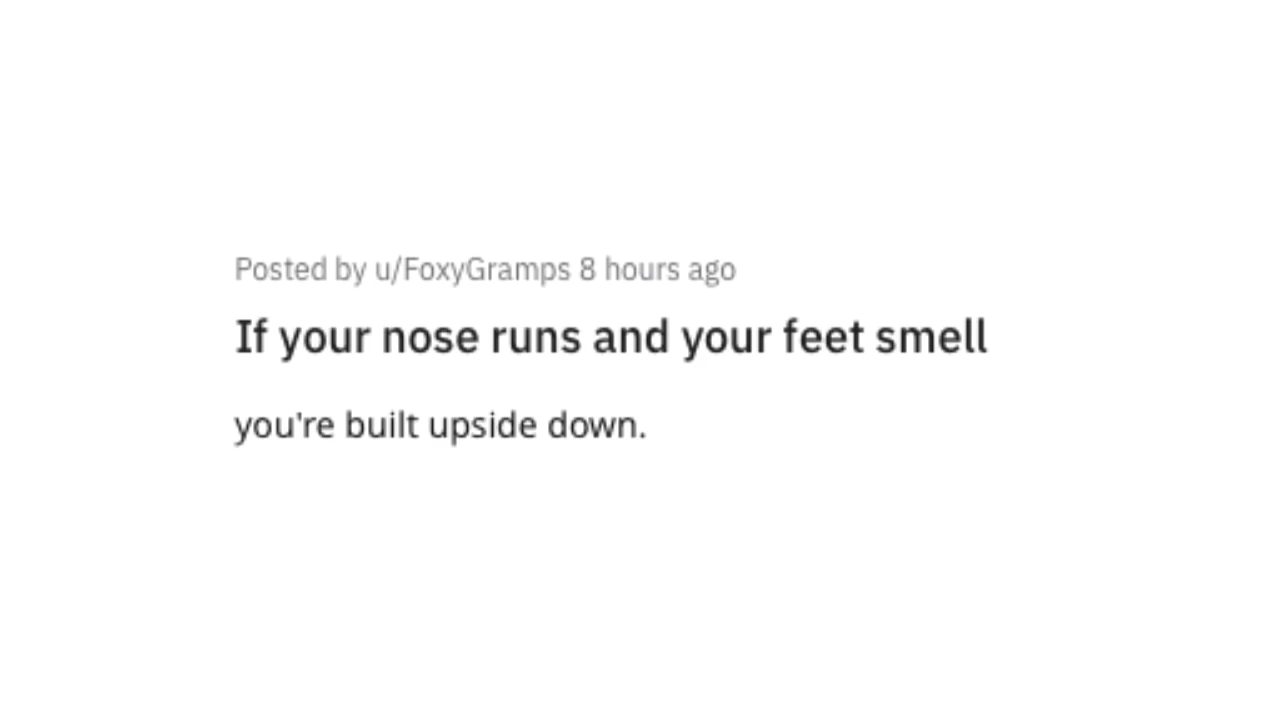 Posted by u/FoxyGramps 8 hours ago
If your nose runs and your feet smell
you're built upside down.